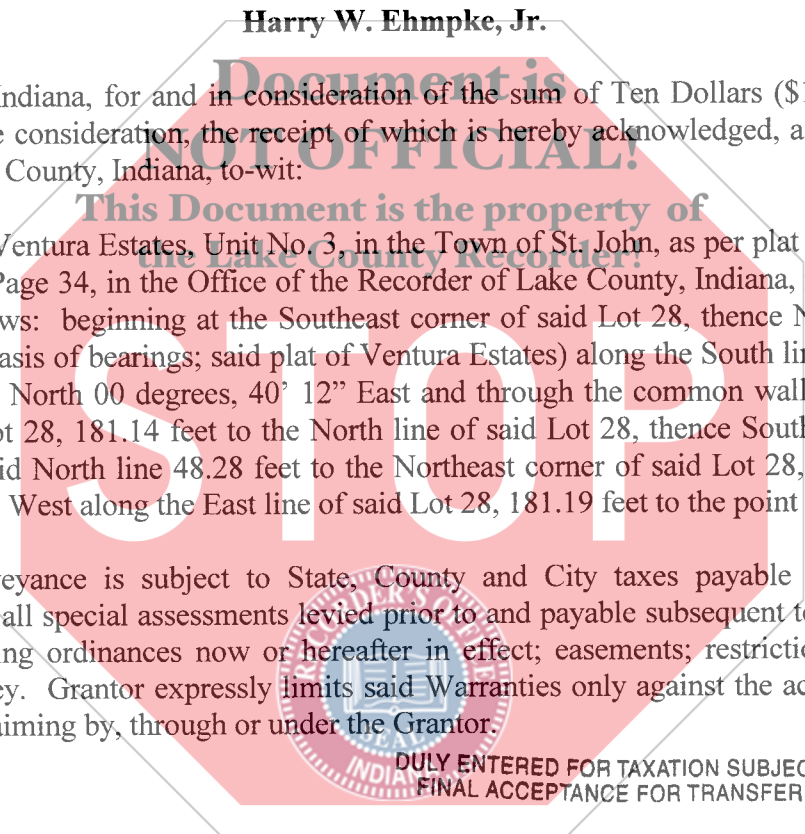 Harry W. Ehmpke, Jr.
Document is
Indiana, for and in consideration of the sum of Ten Dollars ($1
e consideration, the receipt of which is hereby acknowledged, a
NOT OFFICIAL!
County, Indiana, to-wit:
This Document is the property of
Ventura Estates, Unit No. 3, in the Town of St. John, as per plat
the Lake County Recorder!
Page 34, in the Office of the Recorder of Lake County, Indiana,
ws: beginning at the Southeast corner of said Lot 28, thence N
asis of bearings; said plat of Ventura Estates) along the South lin
North 00 degrees, 40’ 12” East and through the common wall
ot 28, 181.14 feet to the North line of said Lot 28, thence South
id North line 48.28 feet to the Northeast corner of said Lot 28,
West along the East line of said Lot 28, 181.19 feet to the point
STOP
eyance is subject to State, County and City taxes payable
all special assessments levied prior to and payable subsequent to
ing ordinances now or hereafter in effect; easements; restrictio
ey. Grantor expressly limits said Warranties only against the ac
aiming by, through or under the Grantor.
RECORDER'S OFFICE
SEAL
INDIANA
DULY ENTERED FOR TAXATION SUBJEC
FINAL ACCEPTANCE FOR TRANSFER